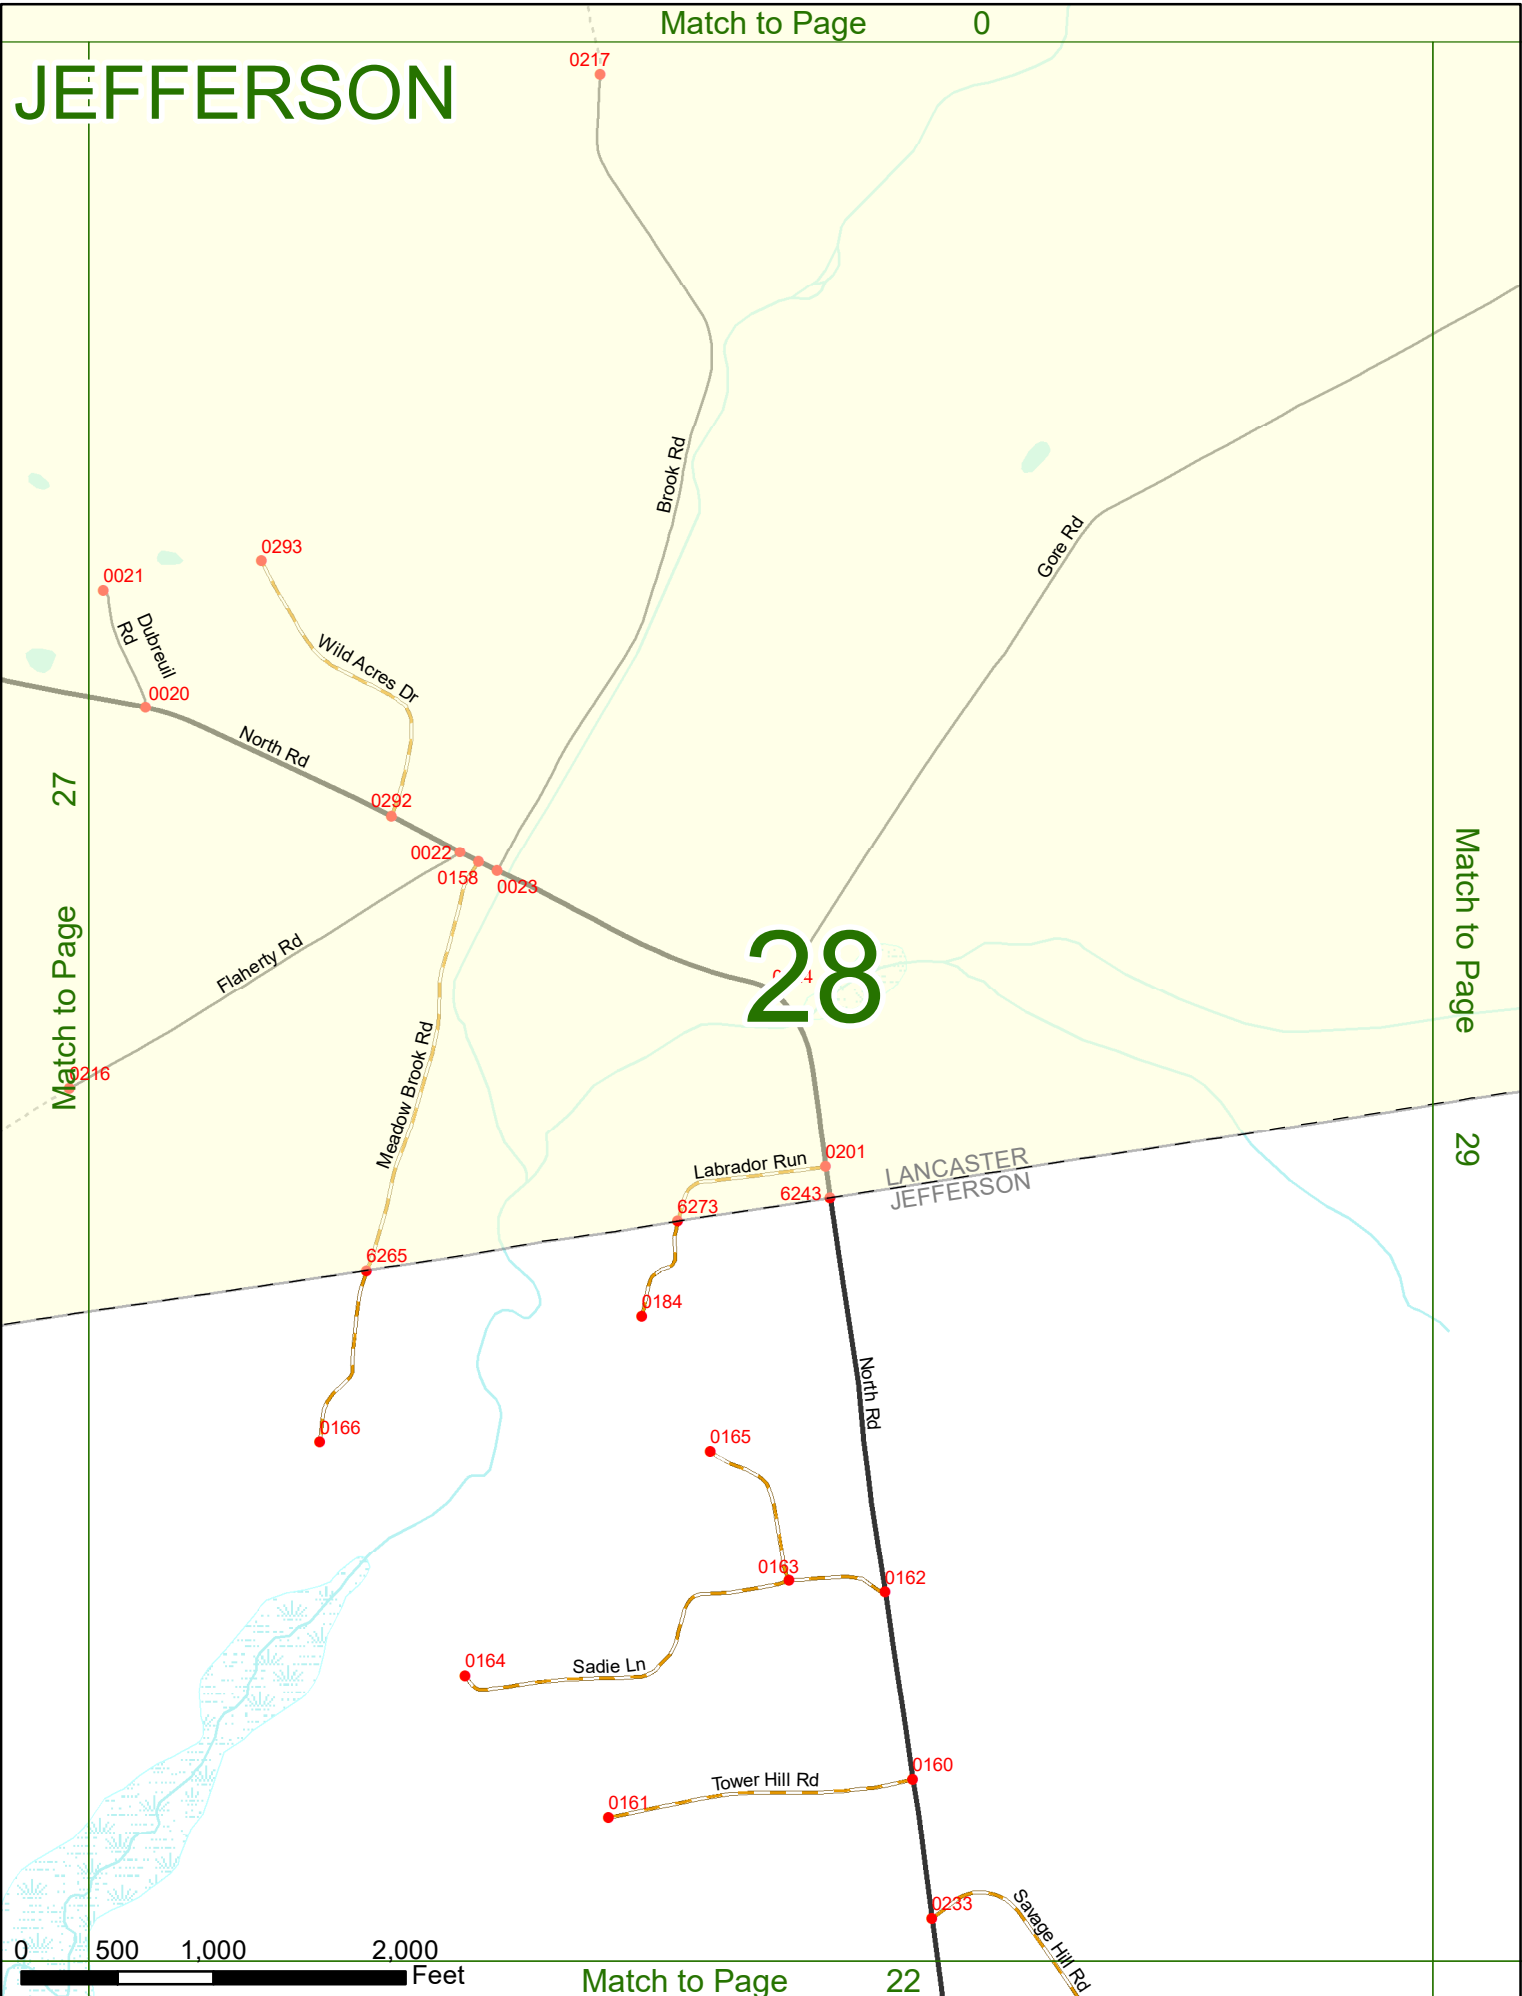 Match to Page 0
JEFFERSON
0217
Brook Rd
Gore Rd
0293
0021
Dubreuil
Rd
Wild Acres Dr
0020
North Rd
0292
0022
0158
0023
27
Match to Page
Match to Page
29
28
Flaherty Rd
0216
Meadow Brook Rd
Labrador Run
0201
LANCASTER
JEFFERSON
6243
6273
6265
0184
North Rd
0166
0165
0163
0162
0164
Sadie Ln
0160
Tower Hill Rd
0161
0233
Savage Hill Rd
0 500 1,000 2,000
Feet
Match to Page 22